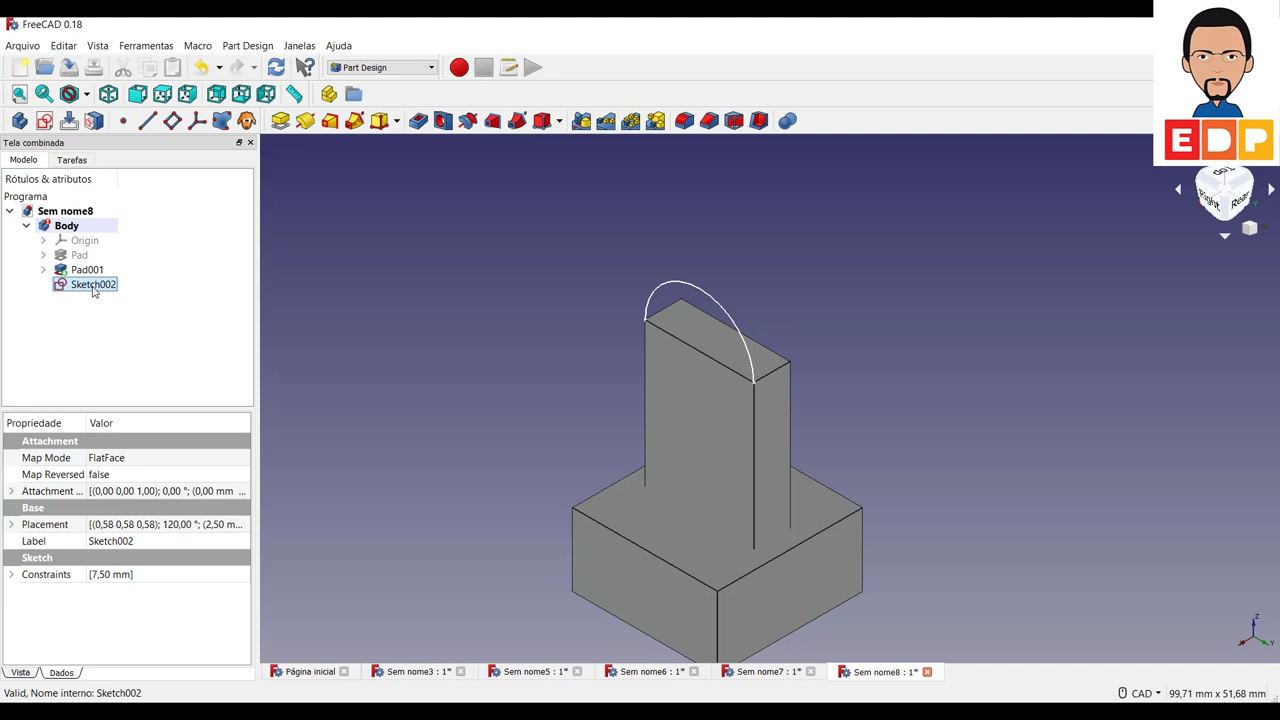 FreeCAD 0.18
Arquivo Editar Vista Ferramentas Macro Part Design Janelas Ajuda
Part Design
Tela combinada
Modelo Tarefas
Rótulos & atributos
Programa
Sem nome8
Body
Origin
Pad
Pad001
Sketch002
Propriedade Valor
Attachment
Map Mode FlatFace
Map Reversed false
Attachment ... [(0,00 0,00 1,00); 0,00 °; (0,00 mm ...
Base
Placement [(0,58 0,58 0,58); 120,00 °; (2,50 m...
Label Sketch002
Sketch
Constraints [7,50 mm]
Vista Dados
EDP
Top
Right Rear
Z
X Y
Página inicial Sem nome3 : 1* Sem nome5 : 1* Sem nome6 : 1* Sem nome7 : 1* Sem nome8 : 1*
Valid, Nome interno: Sketch002 CAD 99,71 mm x 51,68 mm